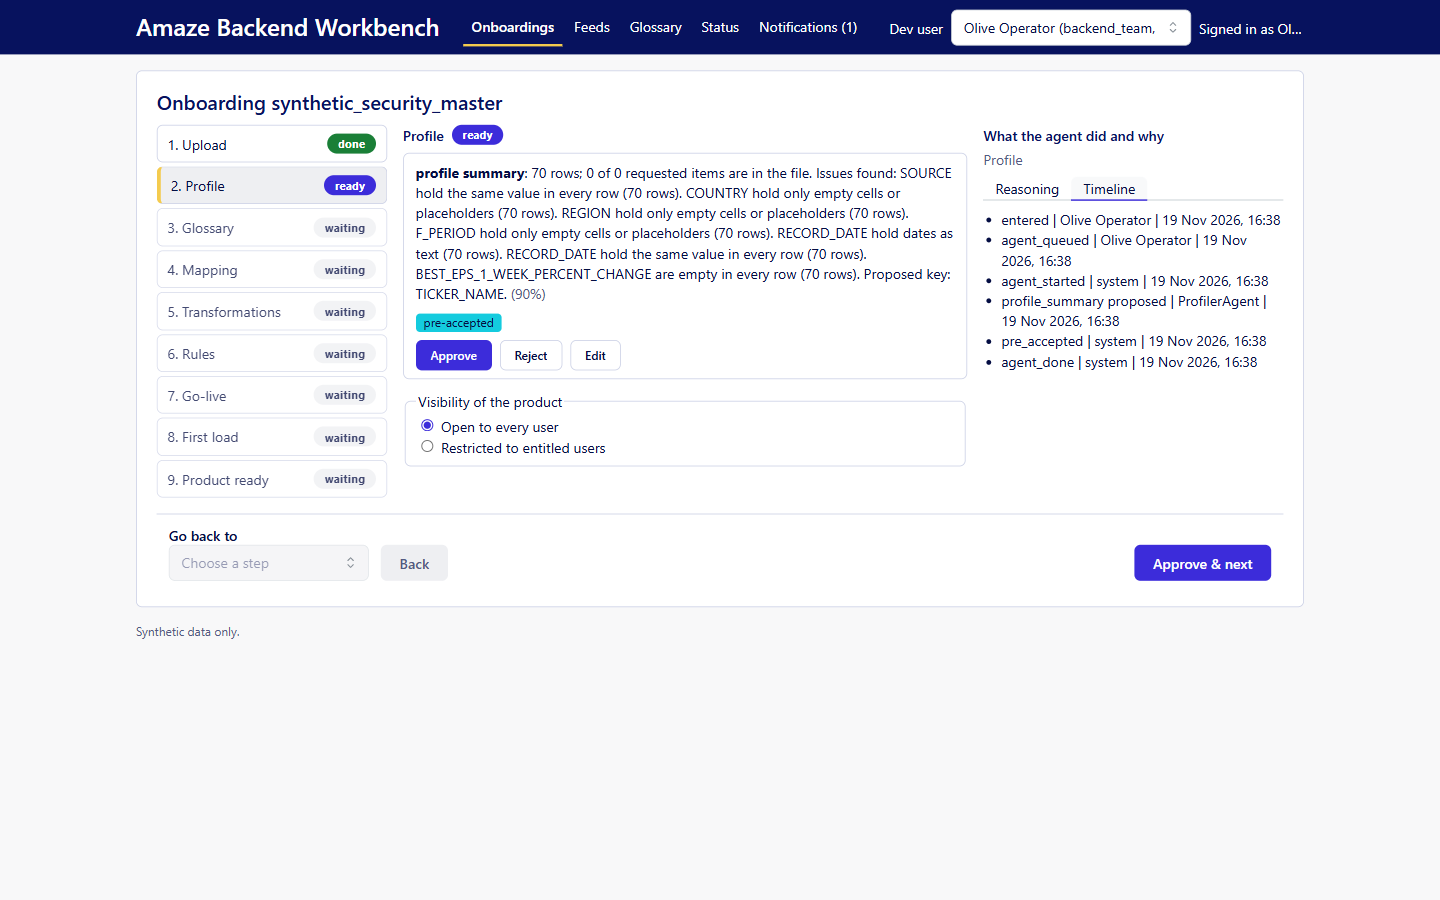 Amaze Backend Workbench
Onboardings
Feeds
Glossary
Status
Notifications (1)
Dev user
Olive Operator (backend_team,
Signed in as Ol...
Onboarding synthetic_security_master
1. Upload
done
2. Profile
ready
3. Glossary
waiting
4. Mapping
waiting
5. Transformations
waiting
6. Rules
waiting
7. Go-live
waiting
8. First load
waiting
9. Product ready
waiting
Profile
ready
profile summary: 70 rows; 0 of 0 requested items are in the file. Issues found: SOURCE
hold the same value in every row (70 rows). COUNTRY hold only empty cells or
placeholders (70 rows). REGION hold only empty cells or placeholders (70 rows).
F_PERIOD hold only empty cells or placeholders (70 rows). RECORD_DATE hold dates as
text (70 rows). RECORD_DATE hold the same value in every row (70 rows).
BEST_EPS_1_WEEK_PERCENT_CHANGE are empty in every row (70 rows). Proposed key:
TICKER_NAME. (90%)
pre-accepted
Approve
Reject
Edit
Visibility of the product
Open to every user
Restricted to entitled users
What the agent did and why
Profile
Reasoning
Timeline
entered | Olive Operator | 19 Nov 2026, 16:38
agent_queued | Olive Operator | 19 Nov
2026, 16:38
agent_started | system | 19 Nov 2026, 16:38
profile_summary proposed | ProfilerAgent |
19 Nov 2026, 16:38
pre_accepted | system | 19 Nov 2026, 16:38
agent_done | system | 19 Nov 2026, 16:38
Go back to
Choose a step
Back
Approve & next
Synthetic data only.